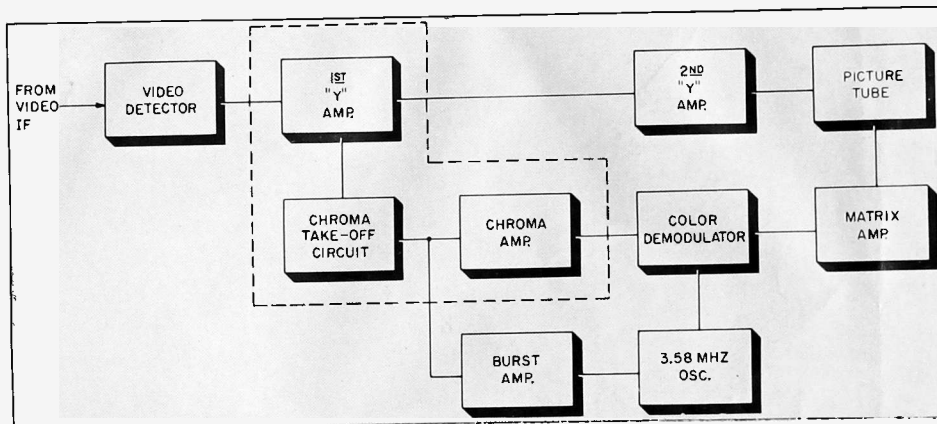 FROM
VIDEO
IF
VIDEO
DETECTOR
1ST
"Y"
AMP.
2ND
"Y"
AMP.
PICTURE
TUBE
CHROMA
TAKE-OFF
CIRCUIT
CHROMA
AMP.
COLOR
DEMODULATOR
MATRIX
AMP.
BURST
AMP.
3.58 MHZ
OSC.